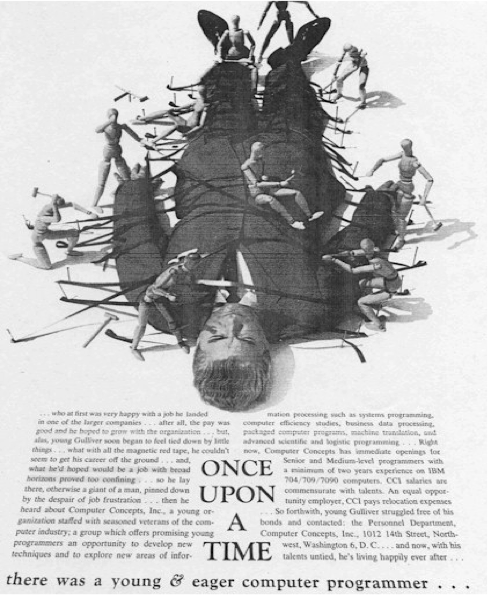 ONCE
UPON
A
TIME
there was a young & eager computer programmer . . .
. . . who at first was very happy with a job he landed
in one of the larger companies . . . after all, the pay was
good and he hoped to grow with the organization . . . but,
alas, young Gulliver soon began to feel tied down by little
things . . . what with all the magnetic red tape, he couldn't
seem to get his career off the ground . . . and,
what he'd hoped would be a job with broad
horizons proved too confining . . . so he lay
there, otherwise a giant of a man, pinned down
by the despair of job frustration . . . then he
heard about Computer Concepts, Inc., a young or-
ganization staffed with seasoned veterans of the com-
puter industry; a group which offers promising young
programmers an opportunity to develop new
techniques and to explore new areas of infor-
mation processing such as systems programming,
computer efficiency studies, business data processing,
packaged computer programs, machine translation, and
advanced scientific and logistic programming . . . Right
now, Computer Concepts has immediate openings for
Senior and Medium-level programmers with
a minimum of two years experience on IBM
704/709/7090 computers. CCI salaries are
commensurate with talents. An equal oppor-
tunity employer, CCI pays relocation expenses
. . . So forthwith, young Gulliver struggled free of his
bonds and contacted: the Personnel Department,
Computer Concepts, Inc., 1012 14th Street, North-
west, Washington 6, D. C. . . . and now, with his
talents untied, he's living happily ever after . . .